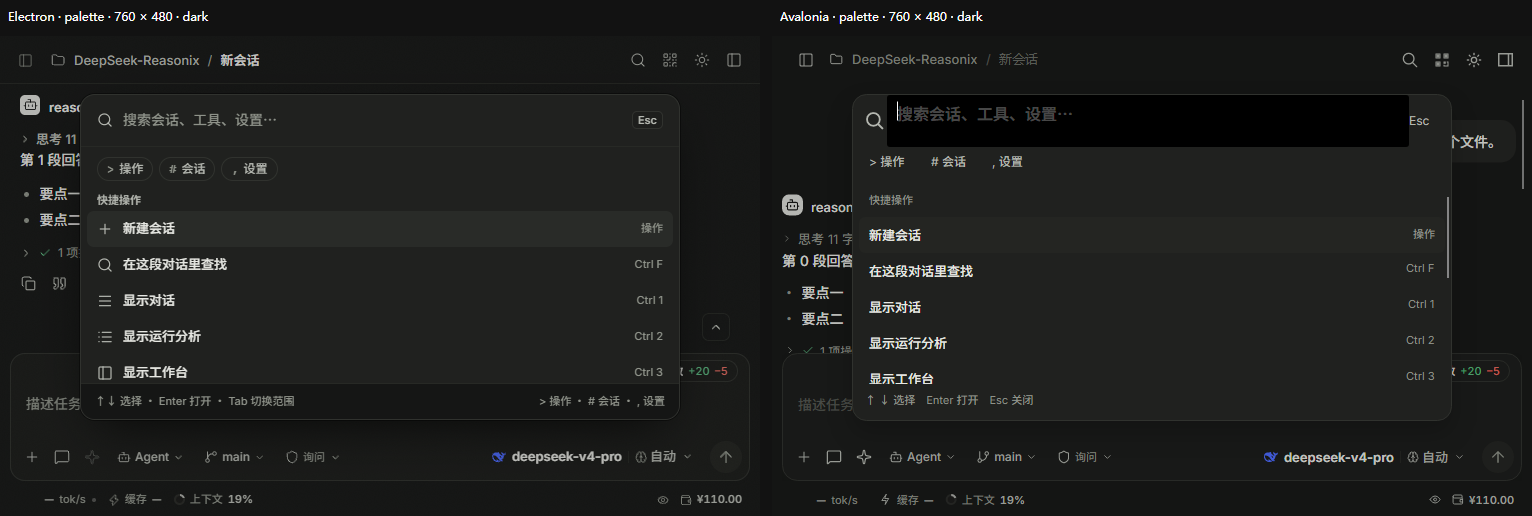 Electron · palette · 760 × 480 · dark
DeepSeek-Reasonix / 新会话
reaso
思考 11
第 1 段回答
要点一
要点二
1 项
搜索会话、工具、设置⋯
Esc
> 操作 # 会话 , 设置
快捷操作
新建会话 操作
在这段对话里查找 Ctrl F
显示对话 Ctrl 1
显示运行分析 Ctrl 2
显示工作台 Ctrl 3
↑↓ 选择 · Enter 打开 · Tab 切换范围 > 操作 · # 会话 · , 设置
+20 −5
描述任务
Agent main 询问 deepseek-v4-pro 自动
— tok/s 缓存 — 上下文 19% ¥110.00
Avalonia · palette · 760 × 480 · dark
DeepSeek-Reasonix / 新会话
个文件。
reason
思考 11 字
第 0 段回答
要点一
要点二
1 项操
搜索会话、工具、设置⋯
Esc
> 操作 # 会话 , 设置
快捷操作
新建会话 操作
在这段对话里查找 Ctrl F
显示对话 Ctrl 1
显示运行分析 Ctrl 2
显示工作台 Ctrl 3
↑ ↓ 选择 Enter 打开 Esc 关闭
+20 −5
描述任务
Agent main 询问 deepseek-v4-pro 自动
— tok/s 缓存 — 上下文 19% ¥110.00